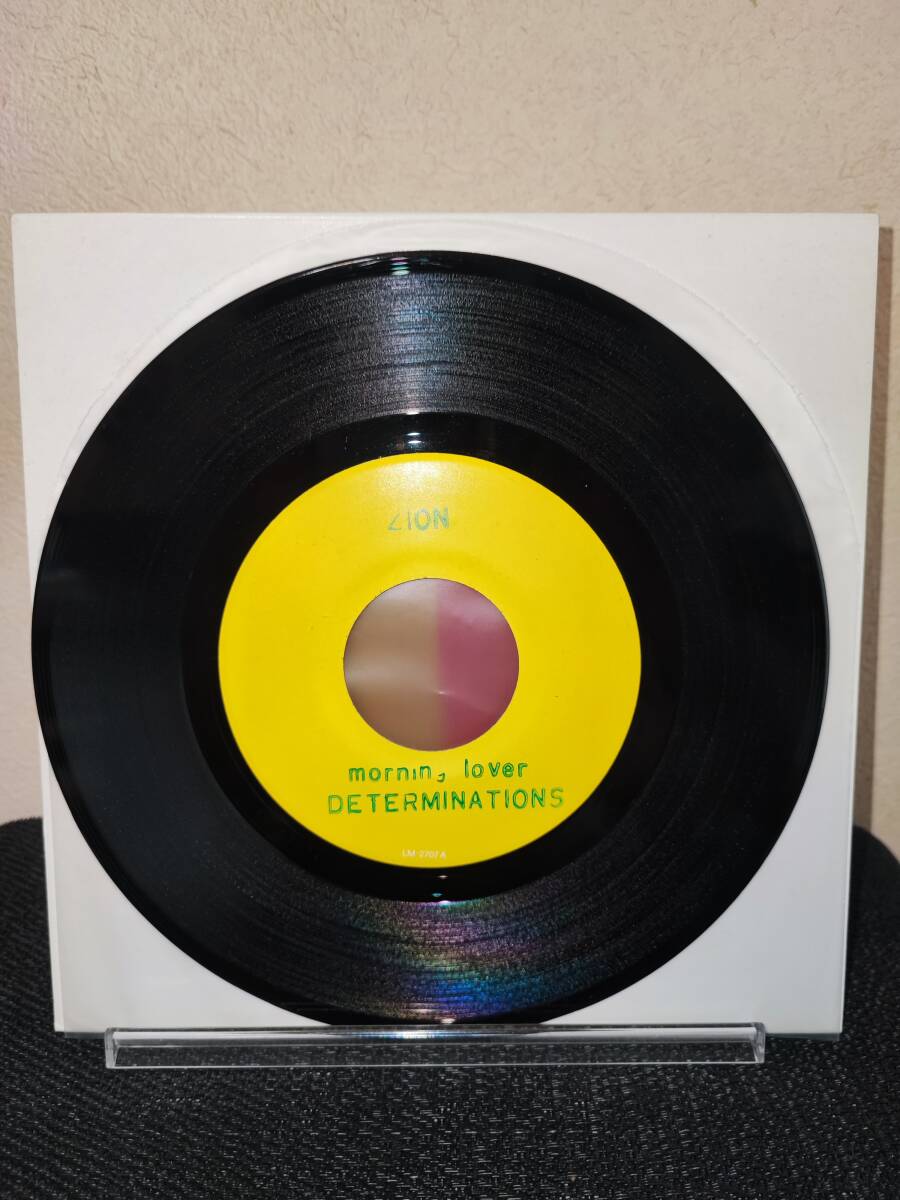 ZION
morning lover
DETERMINATIONS
LM-2707 A